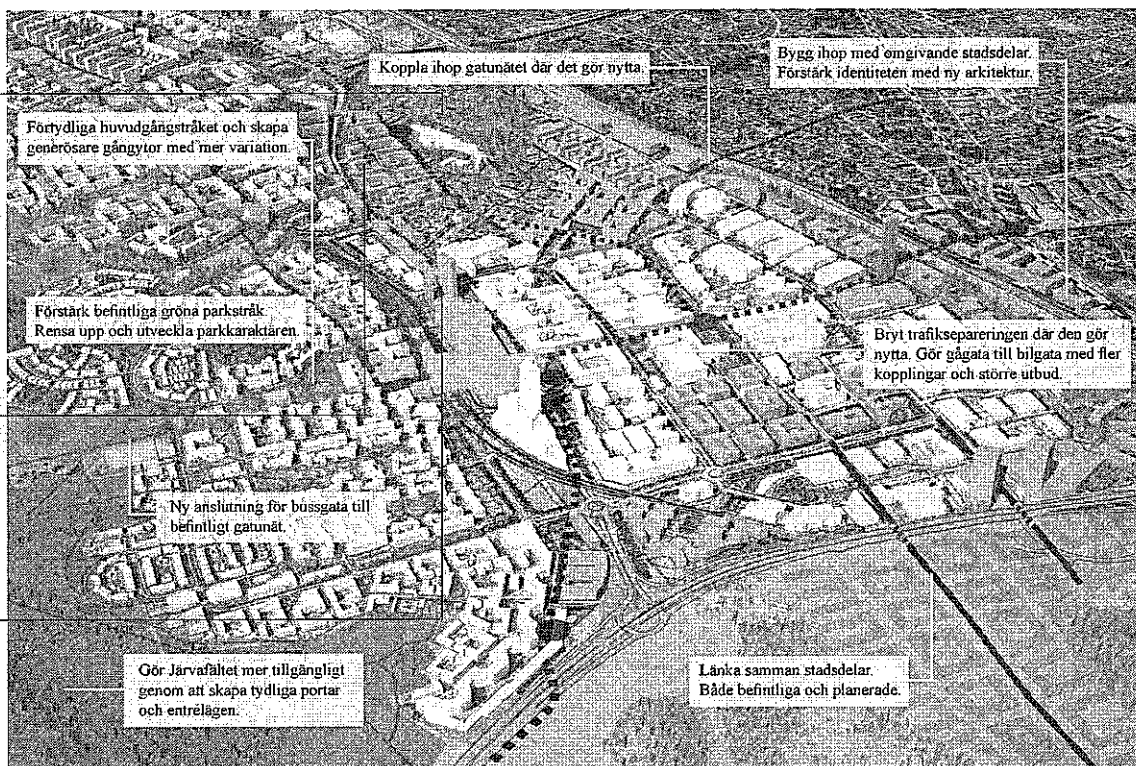 Koppla ihop gatunätet där det gör nytta.
Bygg ihop med omgivande stadsdelar.
Förstärk identiteten med ny arkitektur.
Förtydliga huvudgångstråket och skapa
generösare gångytor med mer variation.
Förstärk befintliga gröna parkstråk.
Rensa upp och utveckla parkkaraktären.
Bryt trafiksepareringen där den gör
nytta. Gör gågata till bilgata med fler
kopplingar och större utbud.
Ny anslutning för bussgata till
befintligt gatunät.
Gör Järvafältet mer tillgängligt
genom att skapa tydliga portar
och entrélägen.
Länka samman stadsdelar.
Både befintliga och planerade.